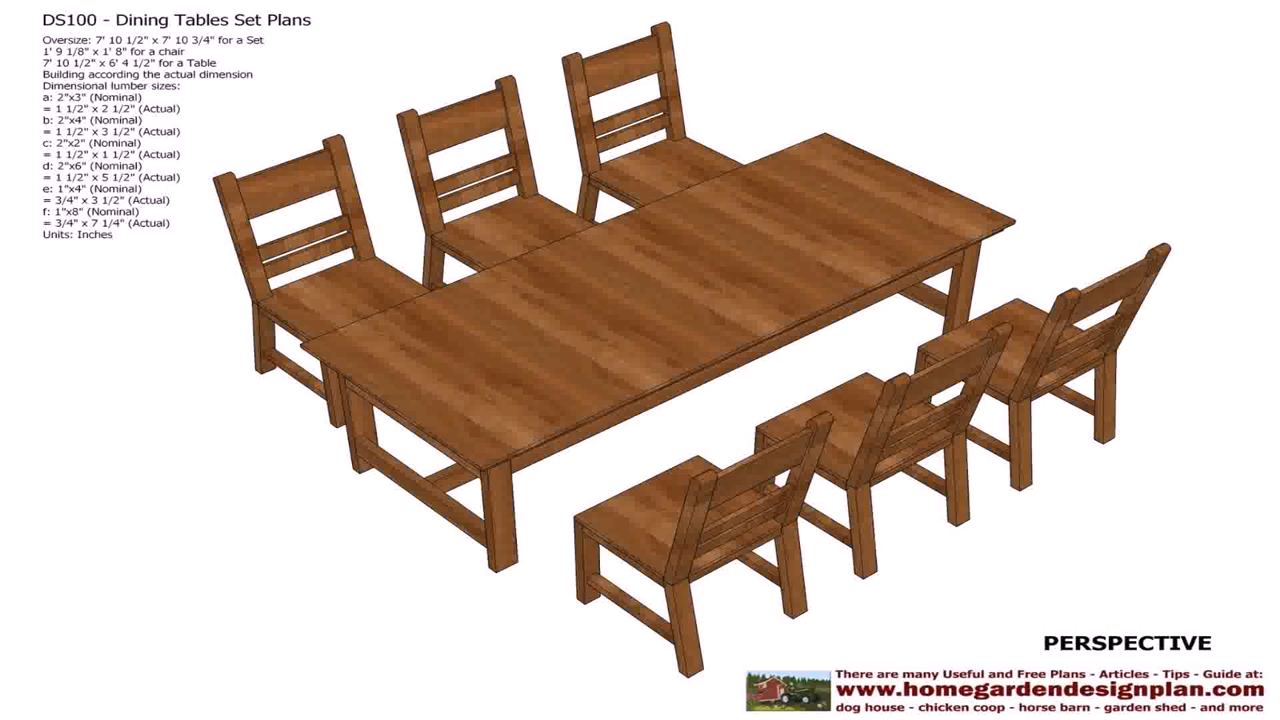 DS100 - Dining Tables Set Plans
Oversize: 7' 10 1/2" x 7' 10 3/4" for a Set
1' 9 1/8" x 1' 8" for a chair
7' 10 1/2" x 6' 4 1/2" for a Table
Building according the actual dimension
Dimensional lumber sizes:
a: 2"x3" (Nominal)
= 1 1/2" x 2 1/2" (Actual)
b: 2"x4" (Nominal)
= 1 1/2" x 3 1/2" (Actual)
c: 2"x2" (Nominal)
= 1 1/2" x 1 1/2" (Actual)
d: 2"x6" (Nominal)
= 1 1/2" x 5 1/2" (Actual)
e: 1"x4" (Nominal)
= 3/4" x 3 1/2" (Actual)
f: 1"x8" (Nominal)
= 3/4" x 7 1/4" (Actual)
Units: Inches
PERSPECTIVE
There are many Useful and Free Plans - Articles - Tips - Guide at:
www.homegardendesignplan.com
dog house - chicken coop - horse barn - garden shed - and more